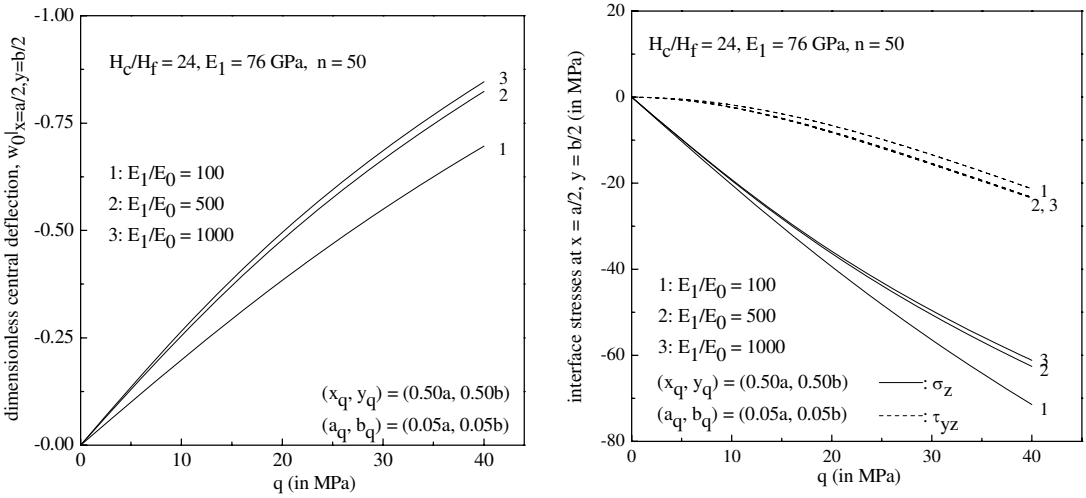 -1.00
H_c/H_f = 24, E_1 = 76 GPa, n = 50
3
2
-0.75
1
1: E_1/E_0 = 100
2: E_1/E_0 = 500
-0.50
3: E_1/E_0 = 1000
-0.25
(x_q, y_q) = (0.50a, 0.50b)
(a_q, b_q) = (0.05a, 0.05b)
-0.00
0 10 20 30 40
q (in MPa)
dimensionless central deflection, w_0|x=a/2,y=b/2
20
H_c/H_f = 24, E_1 = 76 GPa, n = 50
0
-20
1
2, 3
-40
1: E_1/E_0 = 100
2: E_1/E_0 = 500
3: E_1/E_0 = 1000
-60
3
2
(x_q, y_q) = (0.50a, 0.50b) : σ_z
1
(a_q, b_q) = (0.05a, 0.05b) : τ_yz
-80
0 10 20 30 40
q (in MPa)
interface stresses at x = a/2, y = b/2 (in MPa)